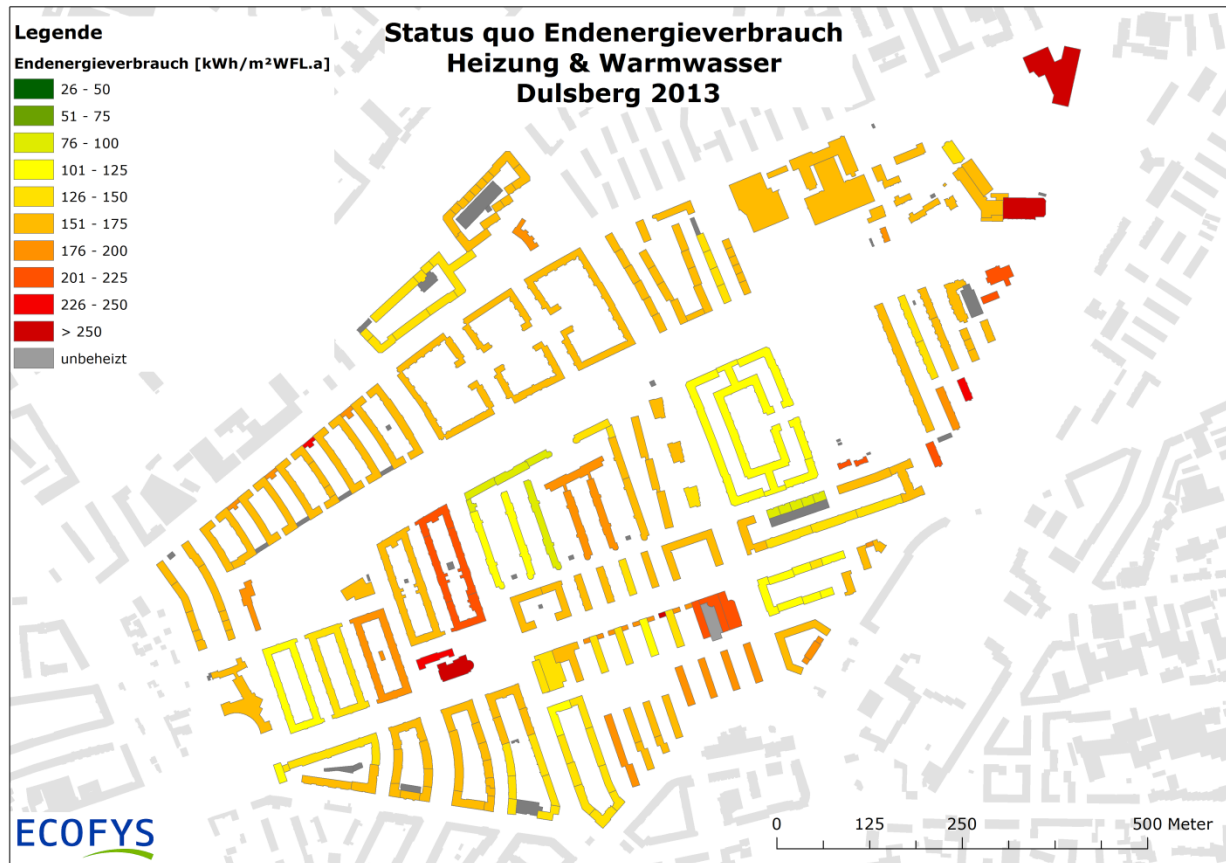 Status quo Endenergieverbrauch
Heizung & Warmwasser
Dulsberg 2013
Legende
Endenergieverbrauch [kWh/m²WFL.a]
26 - 50
51 - 75
76 - 100
101 - 125
126 - 150
151 - 175
176 - 200
201 - 225
226 - 250
> 250
unbeheizt
ECOFYS
0 125 250 500 Meter